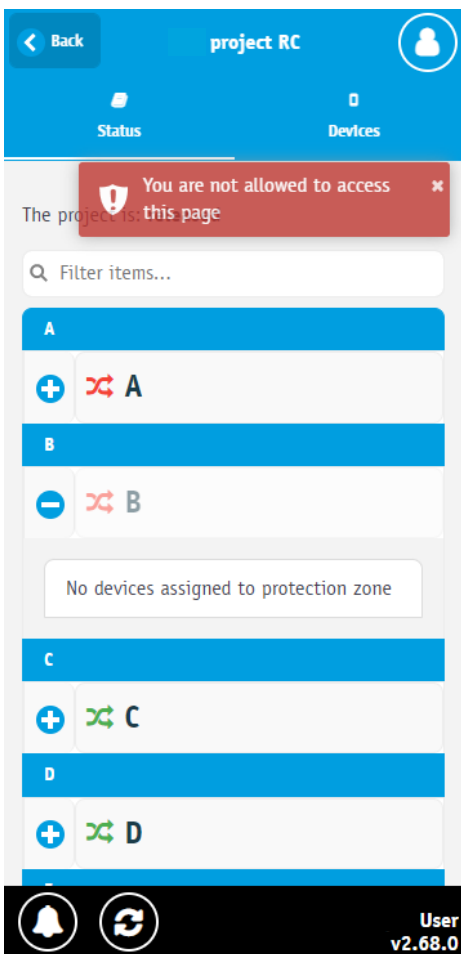 Back
project RC
Status
Devices
You are not allowed to access
this page
The project is:
Filter items...
A
A
B
B
No devices assigned to protection zone
C
C
D
D
User
v2.68.0